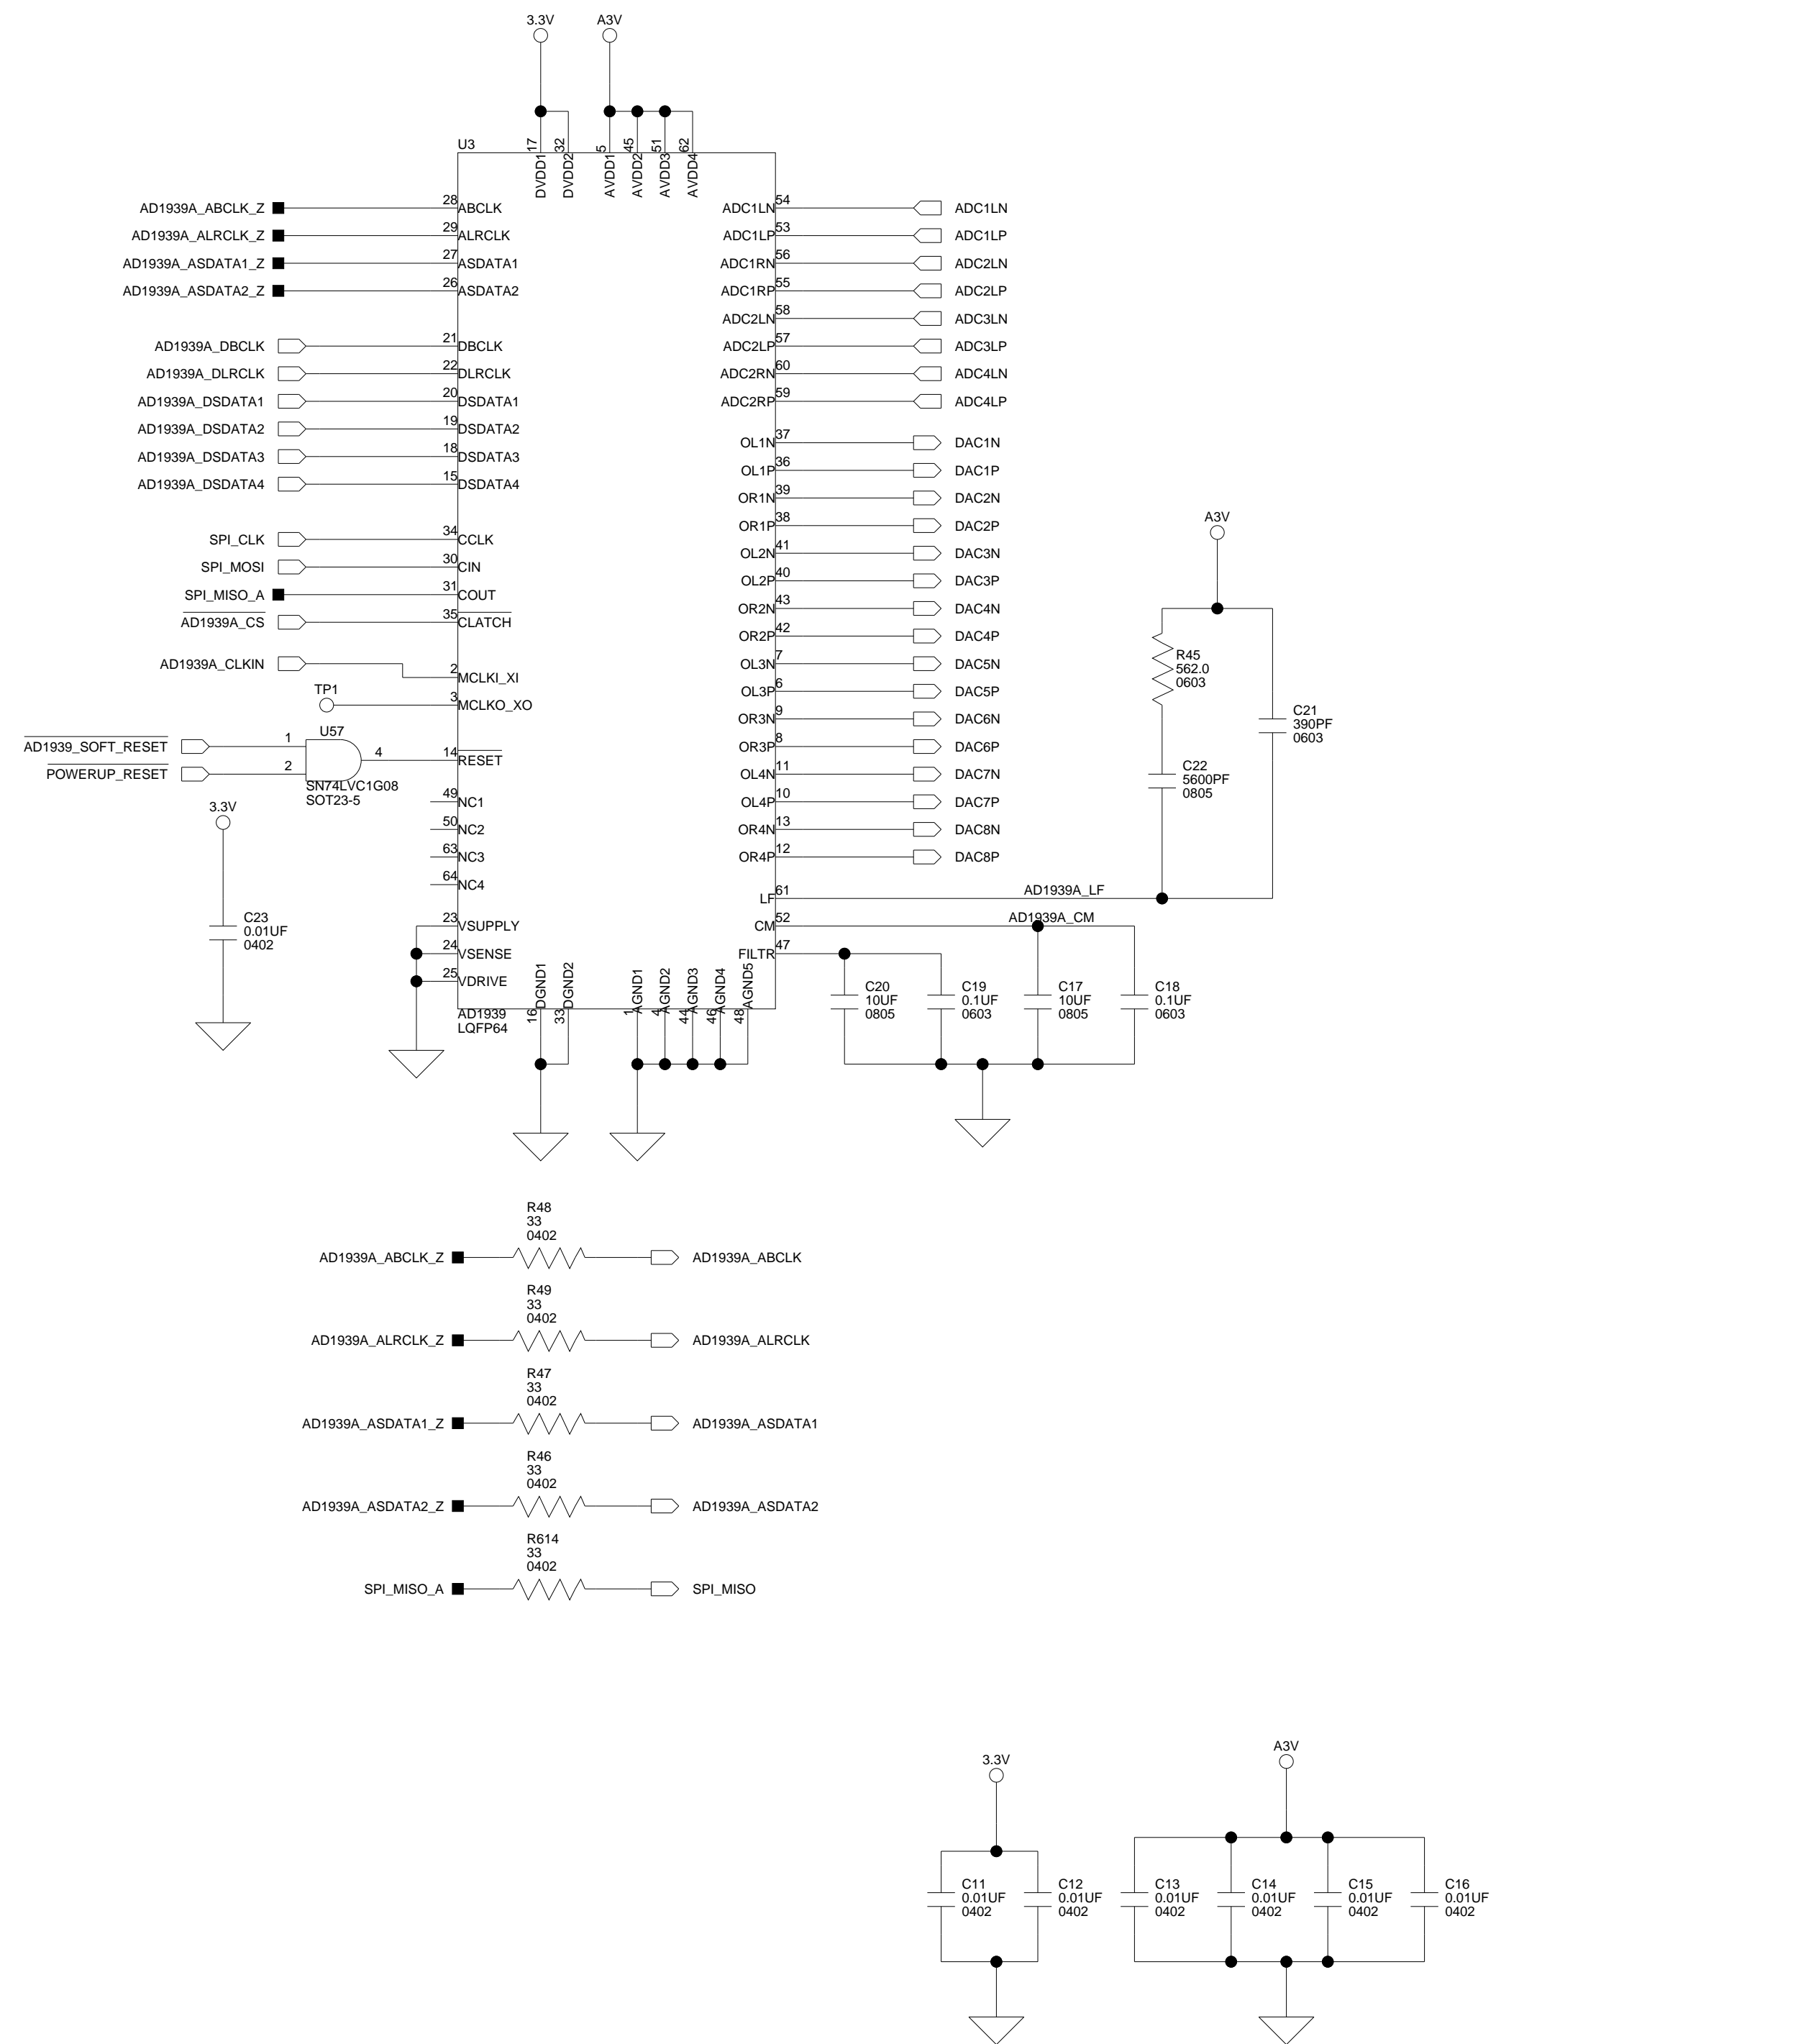 3.3V
A3V
U3
17
32
5
45
51
62
DVDD1
DVDD2
AVDD1
AVDD2
AVDD3
AVDD4
AD1939A_ABCLK_Z
28
ABCLK
AD1939A_ALRCLK_Z
29
ALRCLK
AD1939A_ASDATA1_Z
27
ASDATA1
AD1939A_ASDATA2_Z
26
ASDATA2
AD1939A_DBCLK
21
DBCLK
AD1939A_DLRCLK
22
DLRCLK
AD1939A_DSDATA1
20
DSDATA1
AD1939A_DSDATA2
19
DSDATA2
AD1939A_DSDATA3
18
DSDATA3
AD1939A_DSDATA4
15
DSDATA4
SPI_CLK
34
CCLK
SPI_MOSI
30
CIN
SPI_MISO_A
31
COUT
AD1939A_CS
35
CLATCH
AD1939A_CLKIN
2
MCLKI_XI
TP1
3
MCLKO_XO
AD1939_SOFT_RESET
1
U57
4
14
RESET
POWERUP_RESET
2
SN74LVC1G08
SOT23-5
49
NC1
50
NC2
63
NC3
64
NC4
3.3V
C23
0.01UF
0402
23
VSUPPLY
24
VSENSE
25
VDRIVE
AD1939
LQFP64
DGND1
DGND2
AGND1
AGND2
AGND3
AGND4
AGND5
16
33
1
4
44
46
48
ADC1LN
54
ADC1LN
ADC1LP
53
ADC1LP
ADC1RN
56
ADC2LN
ADC1RP
55
ADC2LP
ADC2LN
58
ADC3LN
ADC2LP
57
ADC3LP
ADC2RN
60
ADC4LN
ADC2RP
59
ADC4LP
OL1N
37
DAC1N
OL1P
36
DAC1P
OR1N
39
DAC2N
OR1P
38
DAC2P
OL2N
41
DAC3N
OL2P
40
DAC3P
OR2N
43
DAC4N
OR2P
42
DAC4P
OL3N
7
DAC5N
OL3P
6
DAC5P
OR3N
9
DAC6N
OR3P
8
DAC6P
OL4N
11
DAC7N
OL4P
10
DAC7P
OR4N
13
DAC8N
OR4P
12
DAC8P
LF
61
AD1939A_LF
CM
52
AD1939A_CM
FILTR
47
A3V
R45
562.0
0603
C21
390PF
0603
C22
5600PF
0805
C20
10UF
0805
C19
0.1UF
0603
C17
10UF
0805
C18
0.1UF
0603
R48
33
0402
AD1939A_ABCLK_Z
AD1939A_ABCLK
R49
33
0402
AD1939A_ALRCLK_Z
AD1939A_ALRCLK
R47
33
0402
AD1939A_ASDATA1_Z
AD1939A_ASDATA1
R46
33
0402
AD1939A_ASDATA2_Z
AD1939A_ASDATA2
R614
33
0402
SPI_MISO_A
SPI_MISO
3.3V
A3V
C11
0.01UF
0402
C12
0.01UF
0402
C13
0.01UF
0402
C14
0.01UF
0402
C15
0.01UF
0402
C16
0.01UF
0402